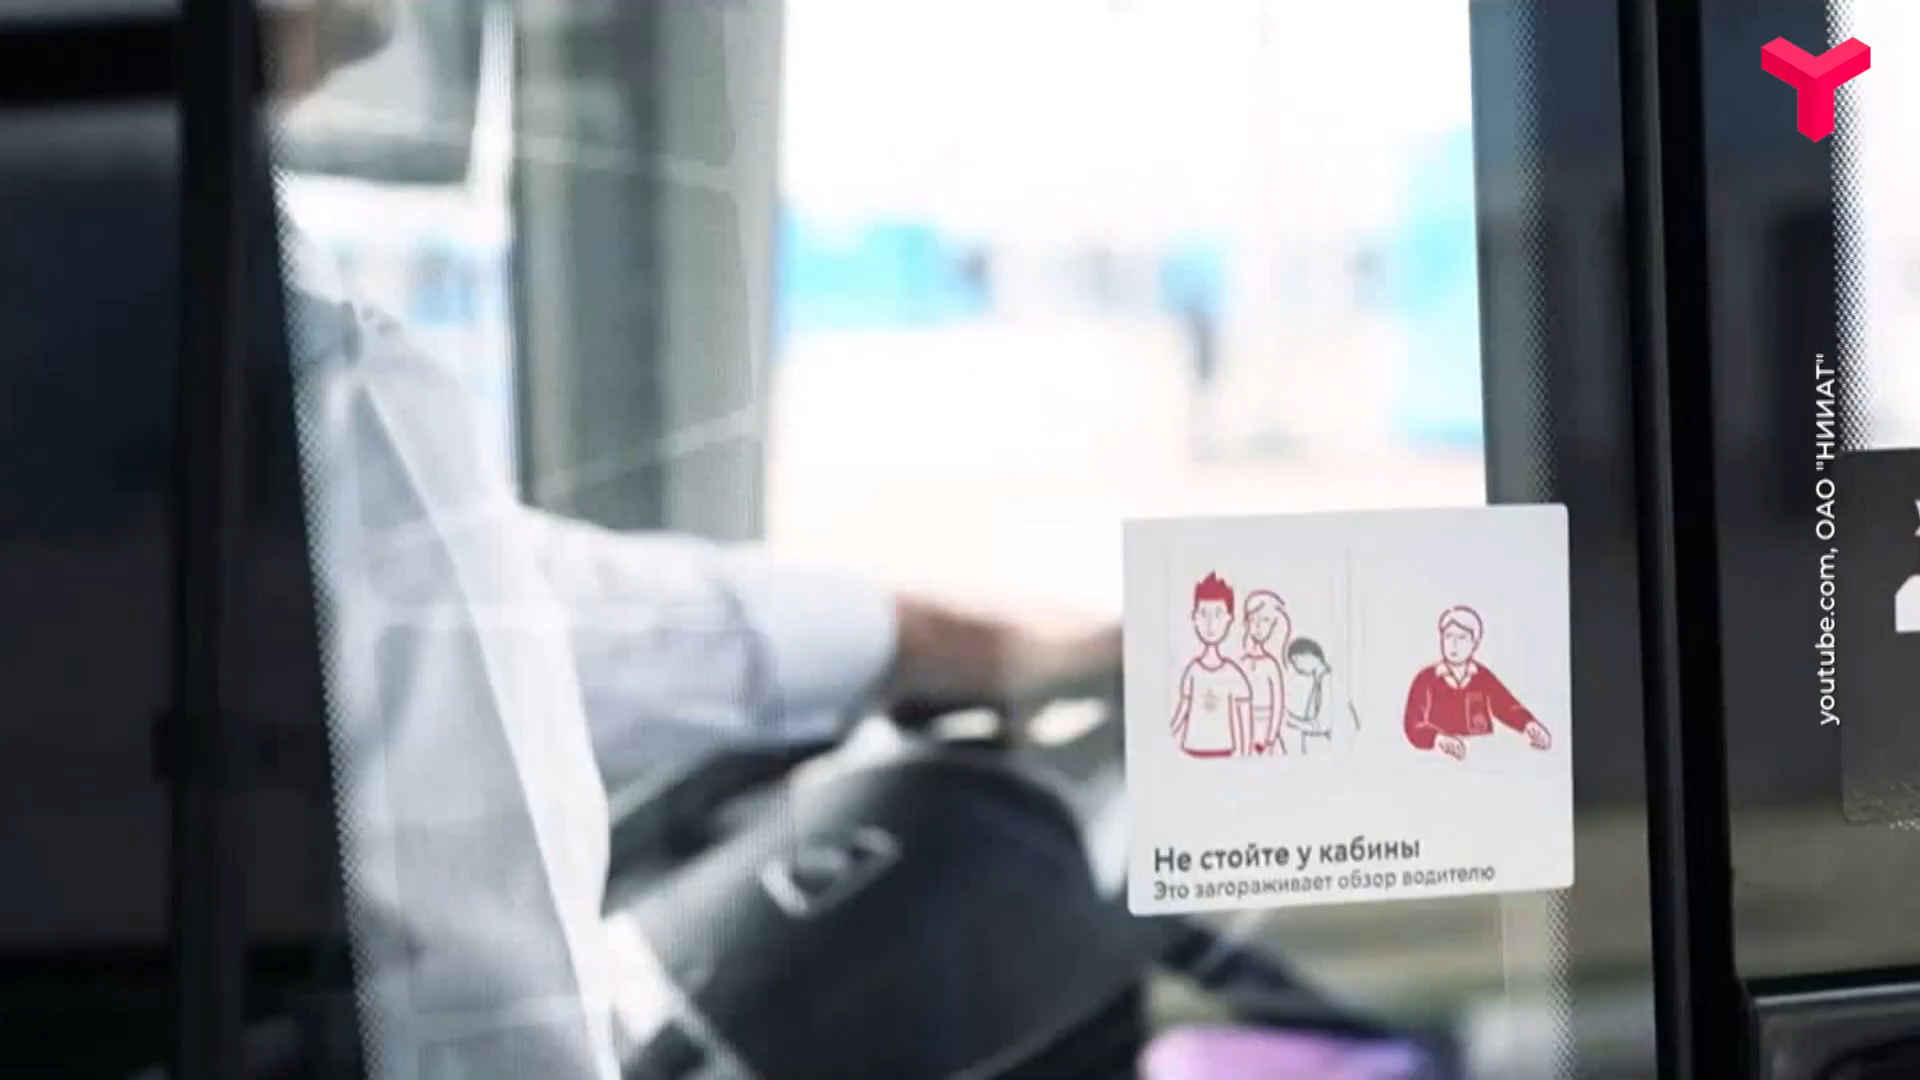 Не стойте у кабины
Это загораживает обзор водителю
youtube.com, ОАО "НИИАТ"